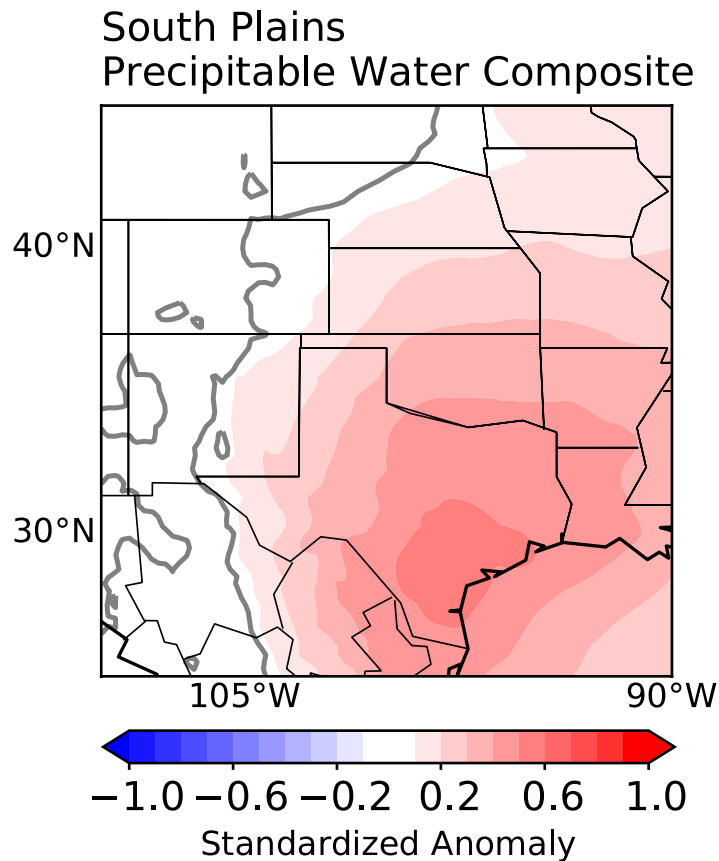 South Plains
Precipitable Water Composite
40°N
30°N
105°W 90°W
−1.0 −0.6 −0.2 0.2 0.6 1.0
Standardized Anomaly